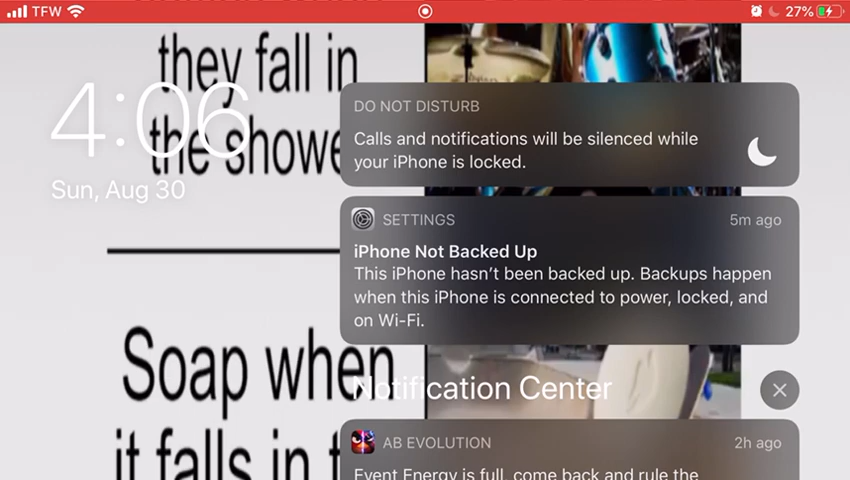 TFW
27%
they fall in
the showe
4:06
Sun, Aug 30
DO NOT DISTURB
Calls and notifications will be silenced while
your iPhone is locked.
SETTINGS
5m ago
iPhone Not Backed Up
This iPhone hasn't been backed up. Backups happen
when this iPhone is connected to power, locked, and
on Wi-Fi.
Soap when
it falls in t
Notification Center
AB EVOLUTION
2h ago
Event Energy is full, come back and rule the